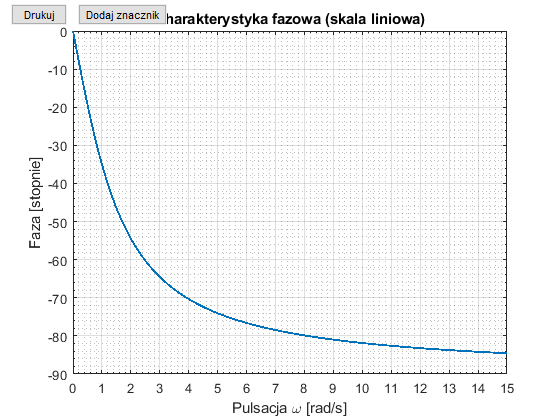 Drukuj
Dodaj znacznik
harakterystyka fazowa (skala liniowa)
Faza [stopnie]
0
-10
-20
-30
-40
-50
-60
-70
-80
-90
0 1 2 3 4 5 6 7 8 9 10 11 12 13 14 15
Pulsacja ω [rad/s]